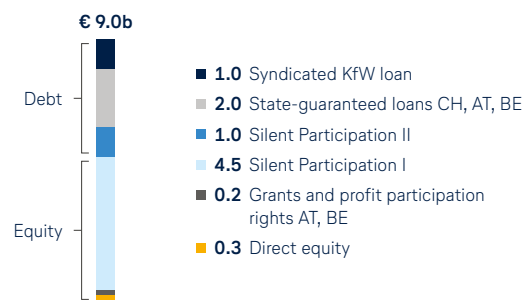 € 9.0b
Debt
Equity
1.0 Syndicated KfW loan
2.0 State-guaranteed loans CH, AT, BE
1.0 Silent Participation II
4.5 Silent Participation I
0.2 Grants and profit participation
rights AT, BE
0.3 Direct equity